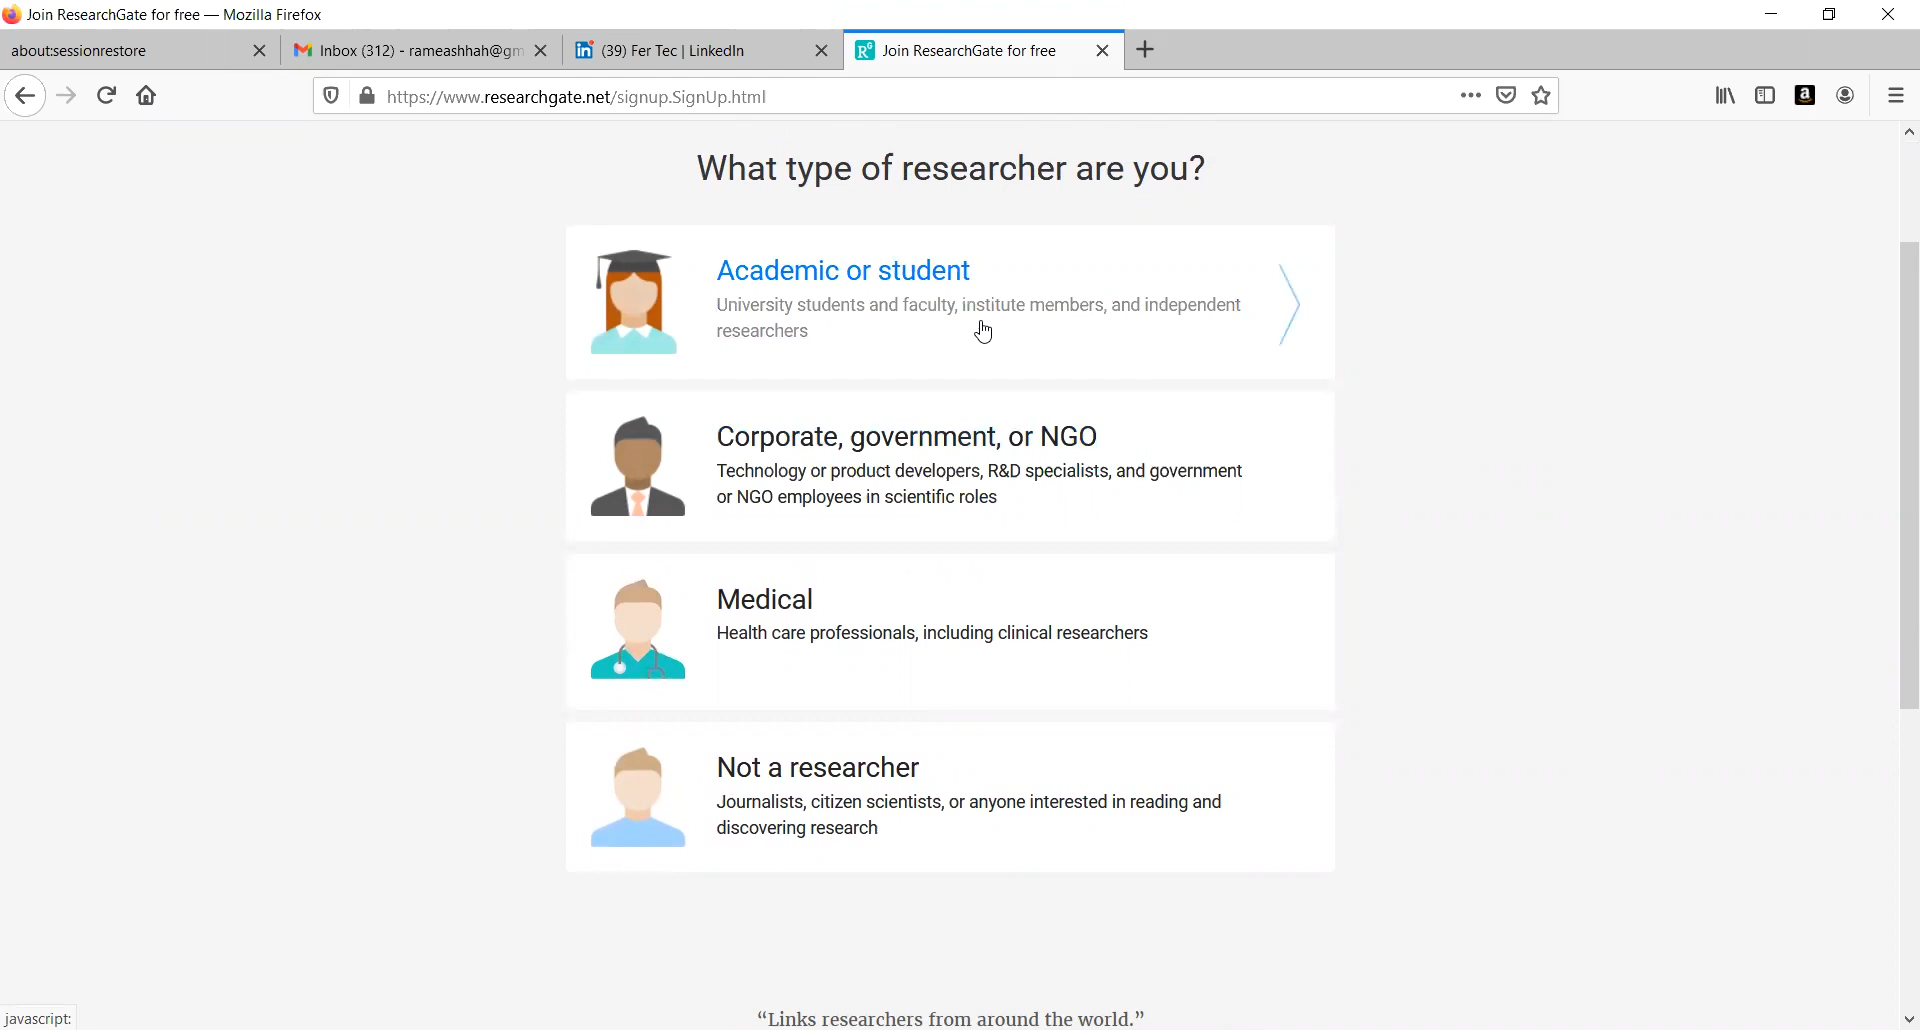 Join ResearchGate for free — Mozilla Firefox
about:sessionrestore
Inbox (312) - rameashhah@gm
(39) Fer Tec | LinkedIn
Join ResearchGate for free
https://www.researchgate.net/signup.SignUp.html
What type of researcher are you?
Academic or student
University students and faculty, institute members, and independent
researchers
Corporate, government, or NGO
Technology or product developers, R&D specialists, and government
or NGO employees in scientific roles
Medical
Health care professionals, including clinical researchers
Not a researcher
Journalists, citizen scientists, or anyone interested in reading and
discovering research
“Links researchers from around the world.”
javascript: